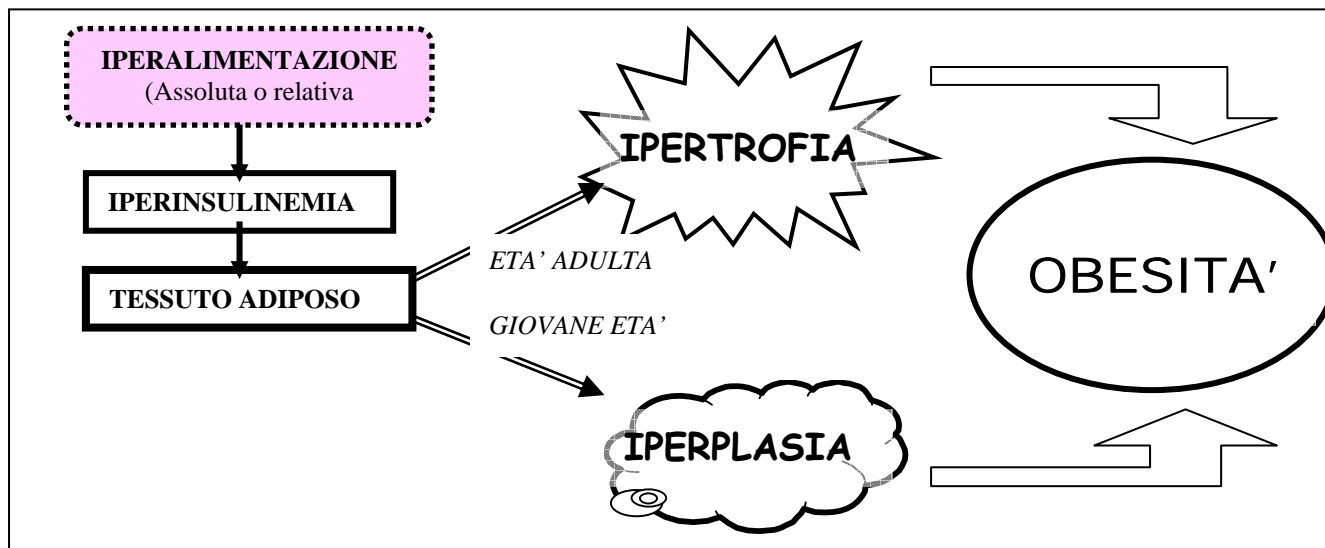 IPERALIMENTAZIONE
(Assoluta o relativa
IPERINSULINEMIA
TESSUTO ADIPOSO
ETA’ ADULTA
GIOVANE ETA’
IPERTROFIA
IPERPLASIA
OBESITA’